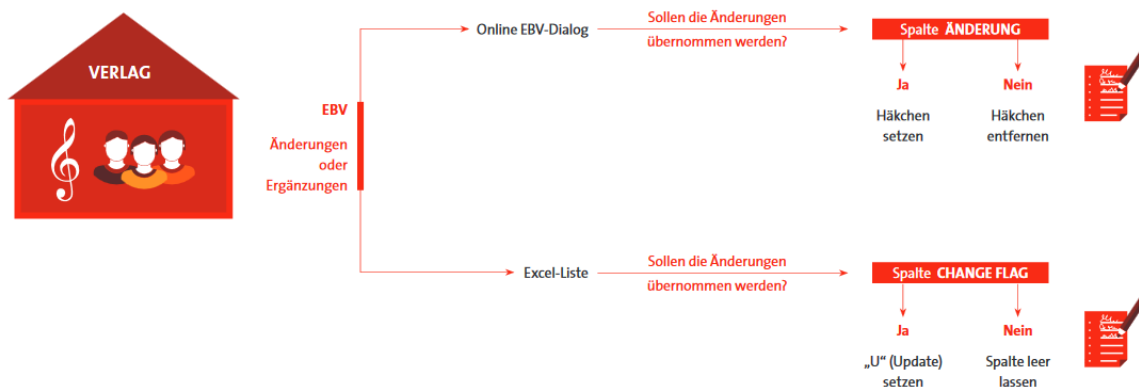 VERLAG
EBV
Änderungen
oder
Ergänzungen
Online EBV-Dialog
Sollen die Änderungen
übernommen werden?
Spalte ÄNDERUNG
Ja
Nein
Häkchen
setzen
Häkchen
entfernen
Excel-Liste
Sollen die Änderungen
übernommen werden?
Spalte CHANGE FLAG
Ja
Nein
„U“ (Update)
setzen
Spalte leer
lassen